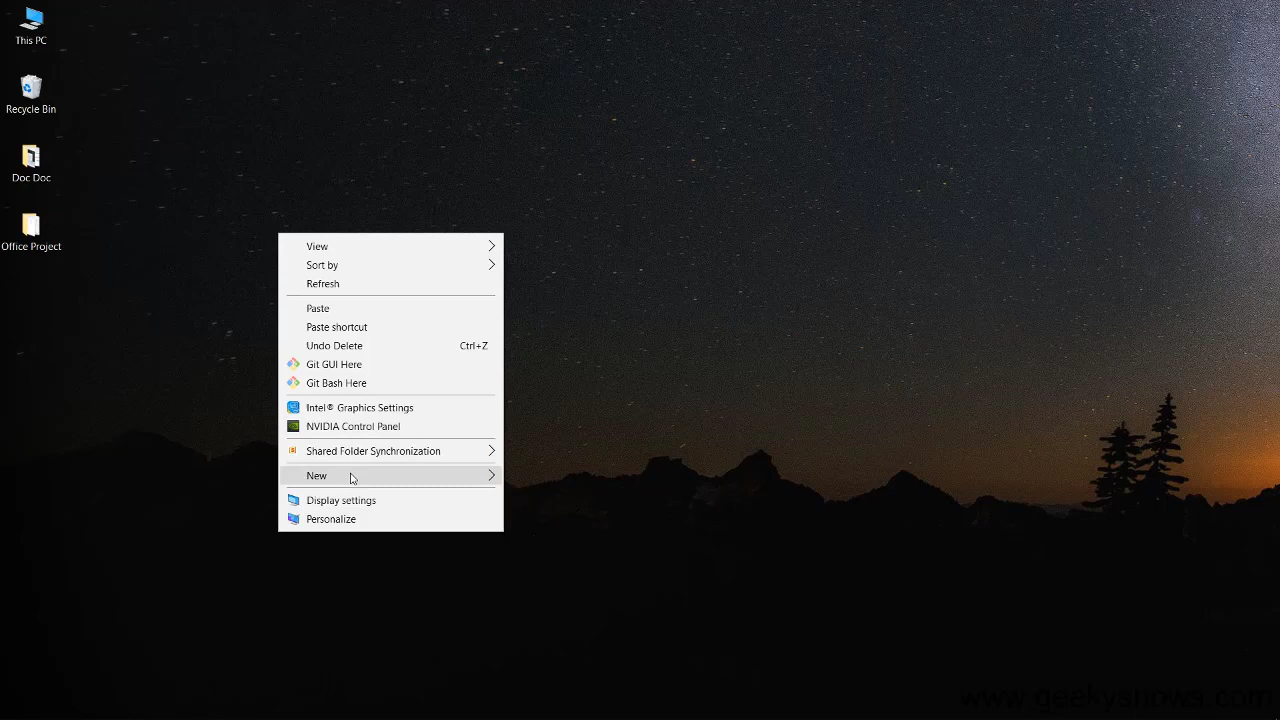 This PC
Recycle Bin
Doc Doc
Office Project
View
Sort by
Refresh
Paste
Paste shortcut
Undo Delete Ctrl+Z
Git GUI Here
Git Bash Here
Intel® Graphics Settings
NVIDIA Control Panel
Shared Folder Synchronization
New
Display settings
Personalize
www.geekyshows.com